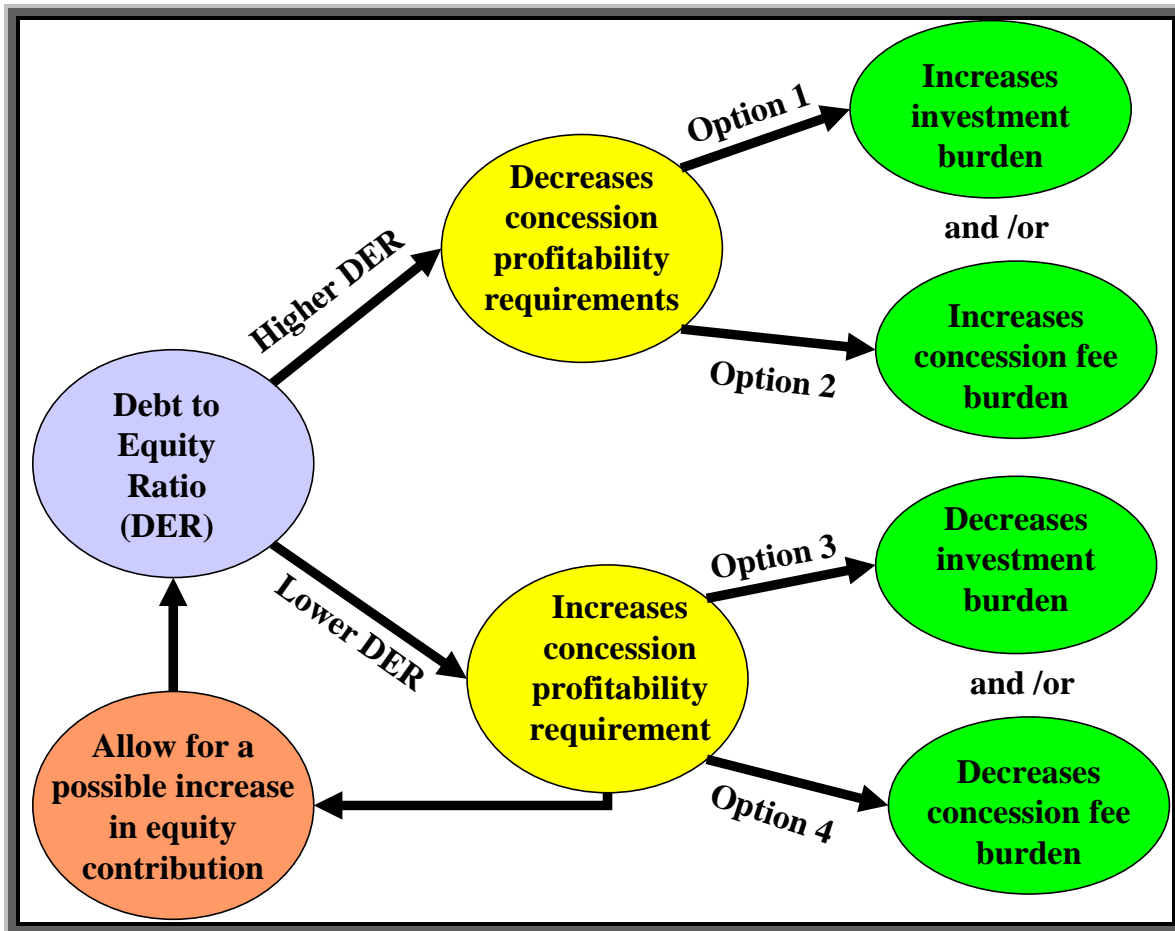 Debt to
Equity
Ratio
(DER)
Higher DER
Decreases
concession
profitability
requirements
Option 1
Increases
investment
burden
and /or
Option 2
Increases
concession fee
burden
Lower DER
Increases
concession
profitability
requirement
Option 3
Decreases
investment
burden
and /or
Option 4
Decreases
concession fee
burden
Allow for a
possible increase
in equity
contribution